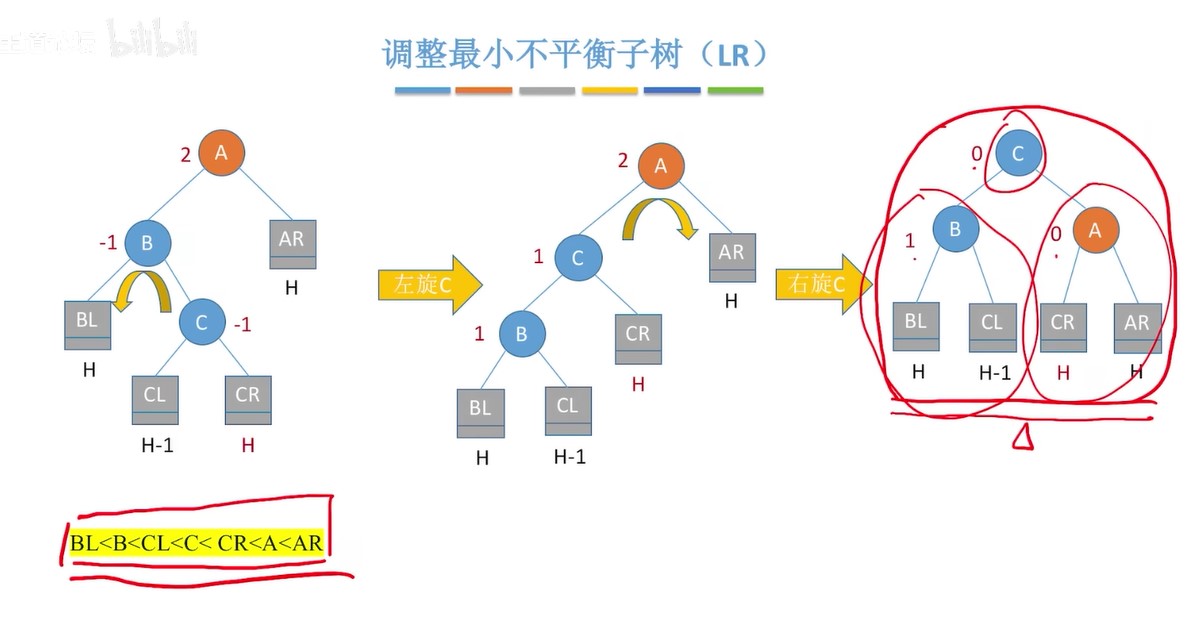 bilibili
调整最小不平衡子树（LR）
2 A
-1 B
AR
H
BL
H
C -1
CL
H-1
CR
H
左旋C
2 A
1 C
AR
H
1 B
CR
H
BL
H
CL
H-1
右旋C
0 C
1 B
0 A
BL CL CR AR
H H-1 H H
BL<B<CL<C< CR<A<AR